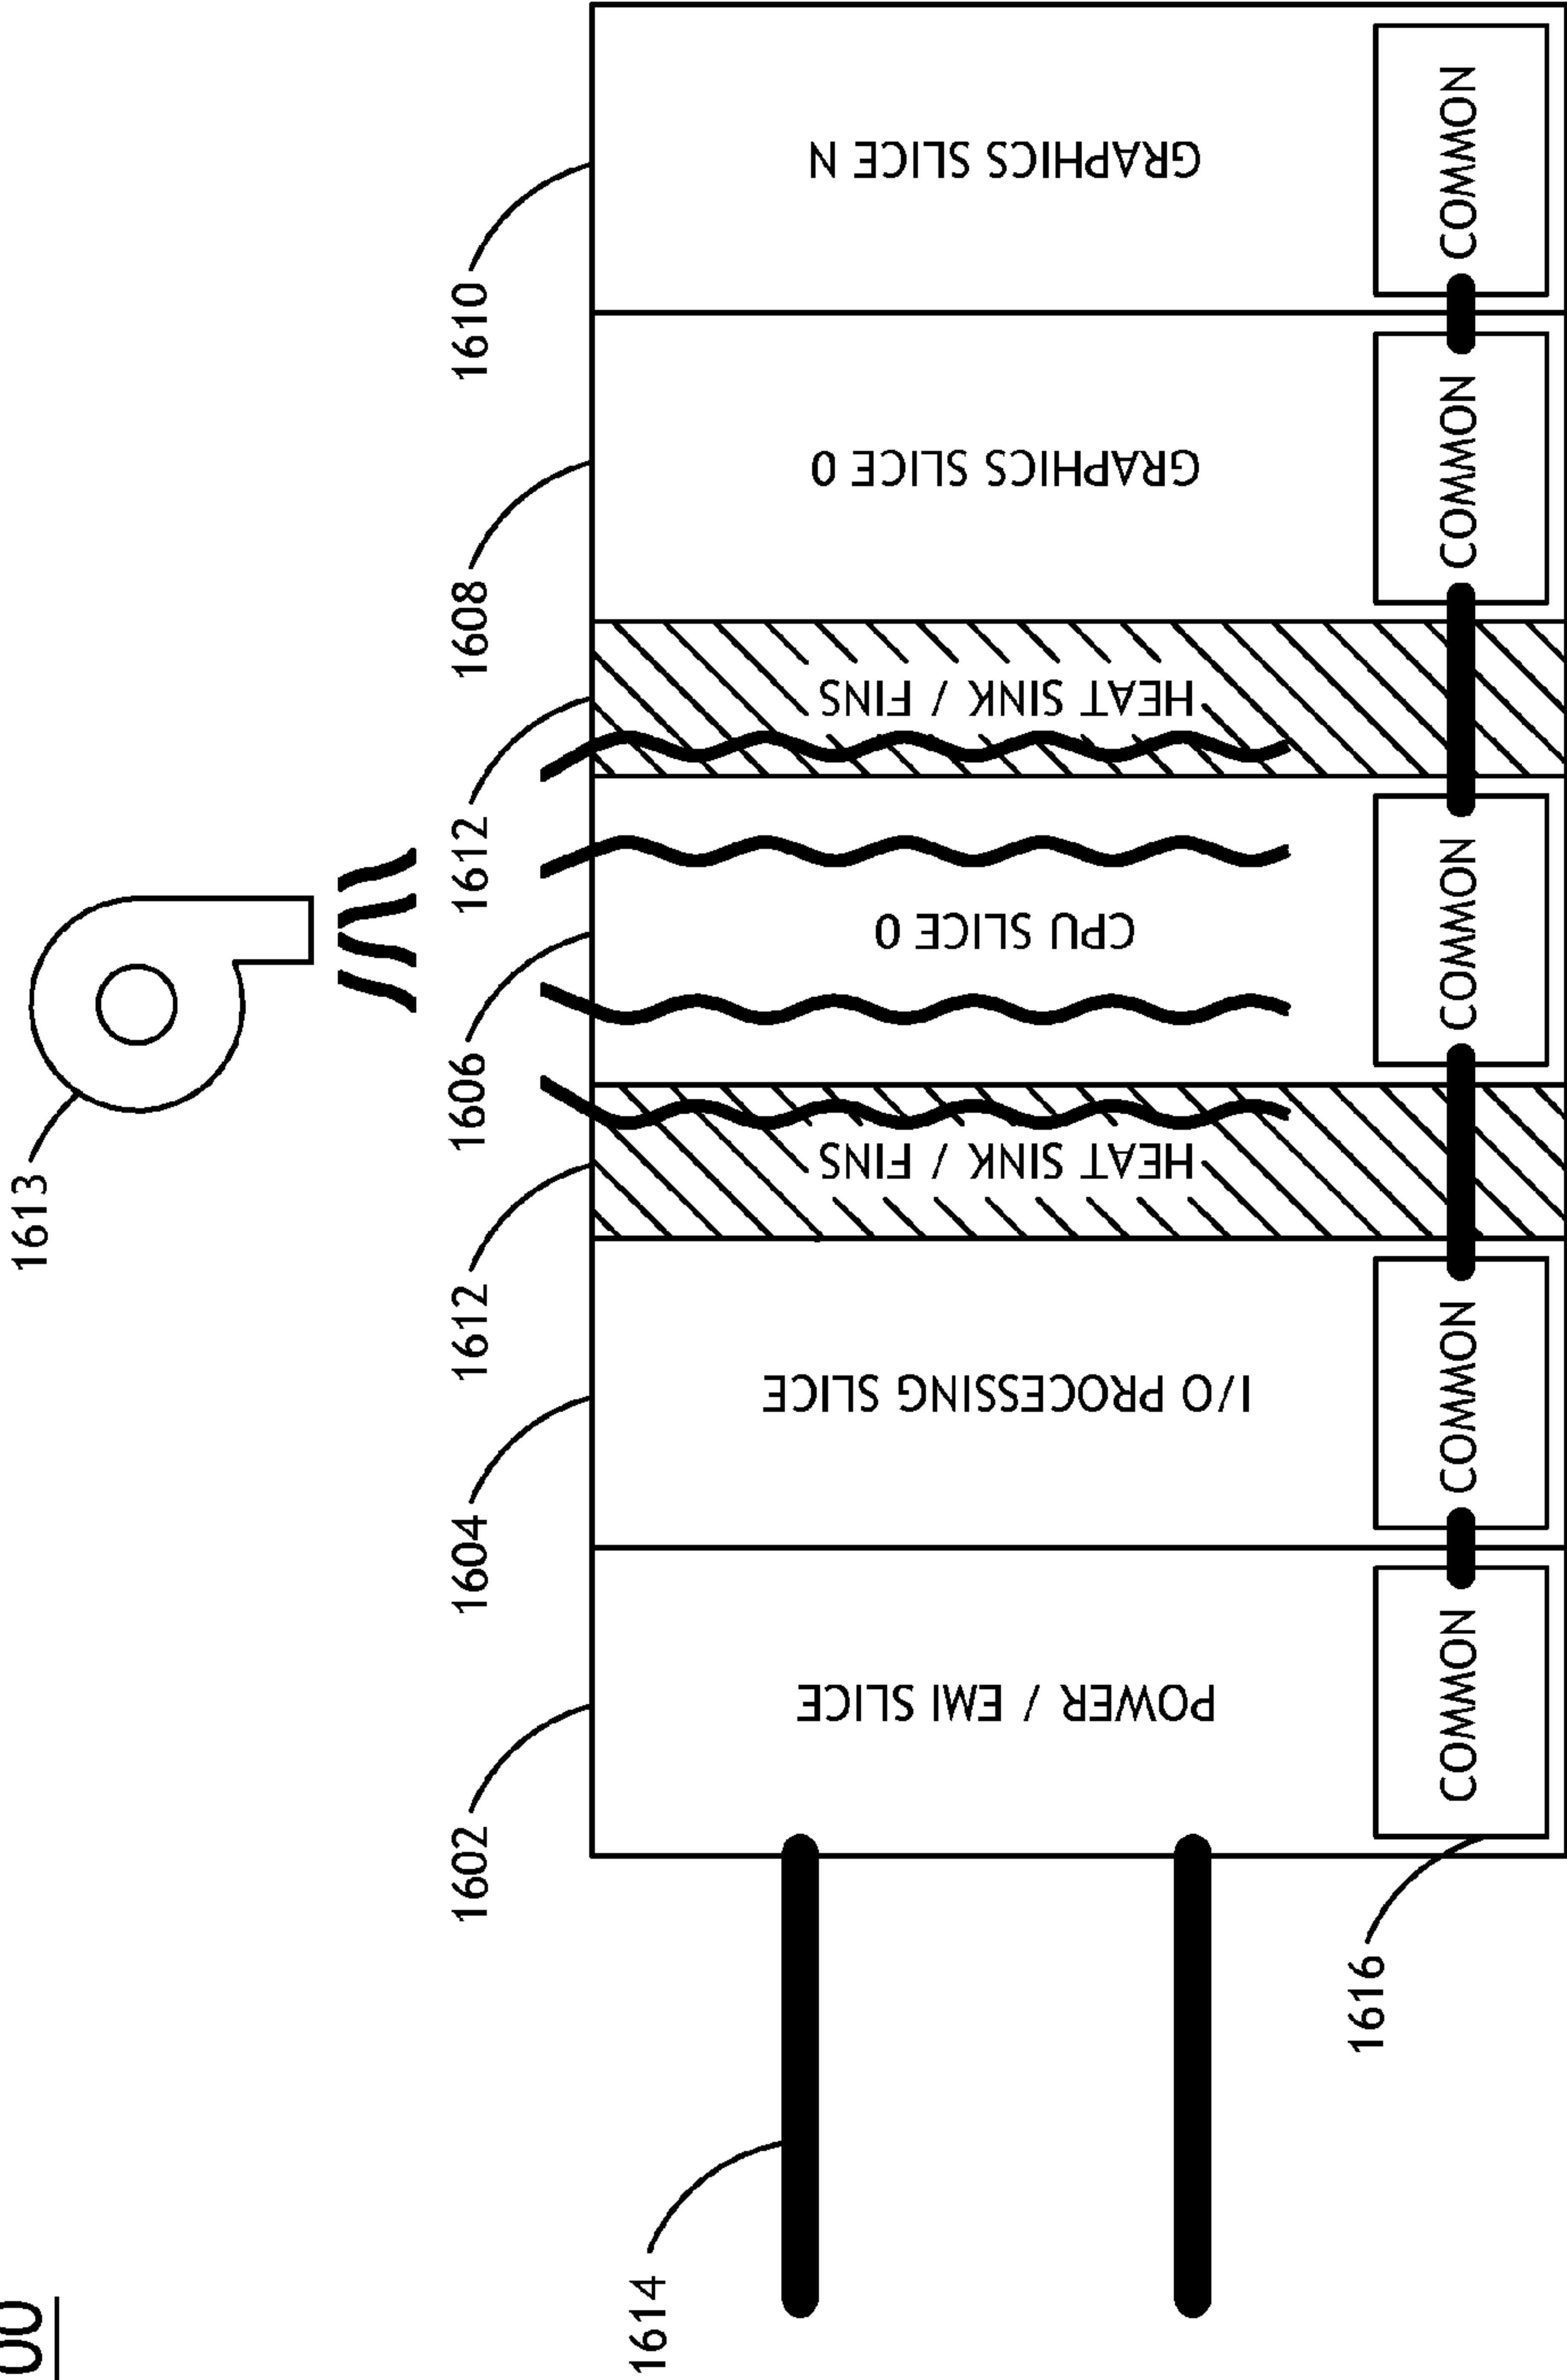 00
1613
1602
1604
1612
1606
1612
1608
1610
1614
POWER / EMI SLICE
I/O PROCESSING SLICE
HEAT SINK / FINS
CPU SLICE 0
HEAT SINK / FINS
GRAPHICS SLICE 0
GRAPHICS SLICE N
1616
COMMON
COMMON
COMMON
COMMON
COMMON